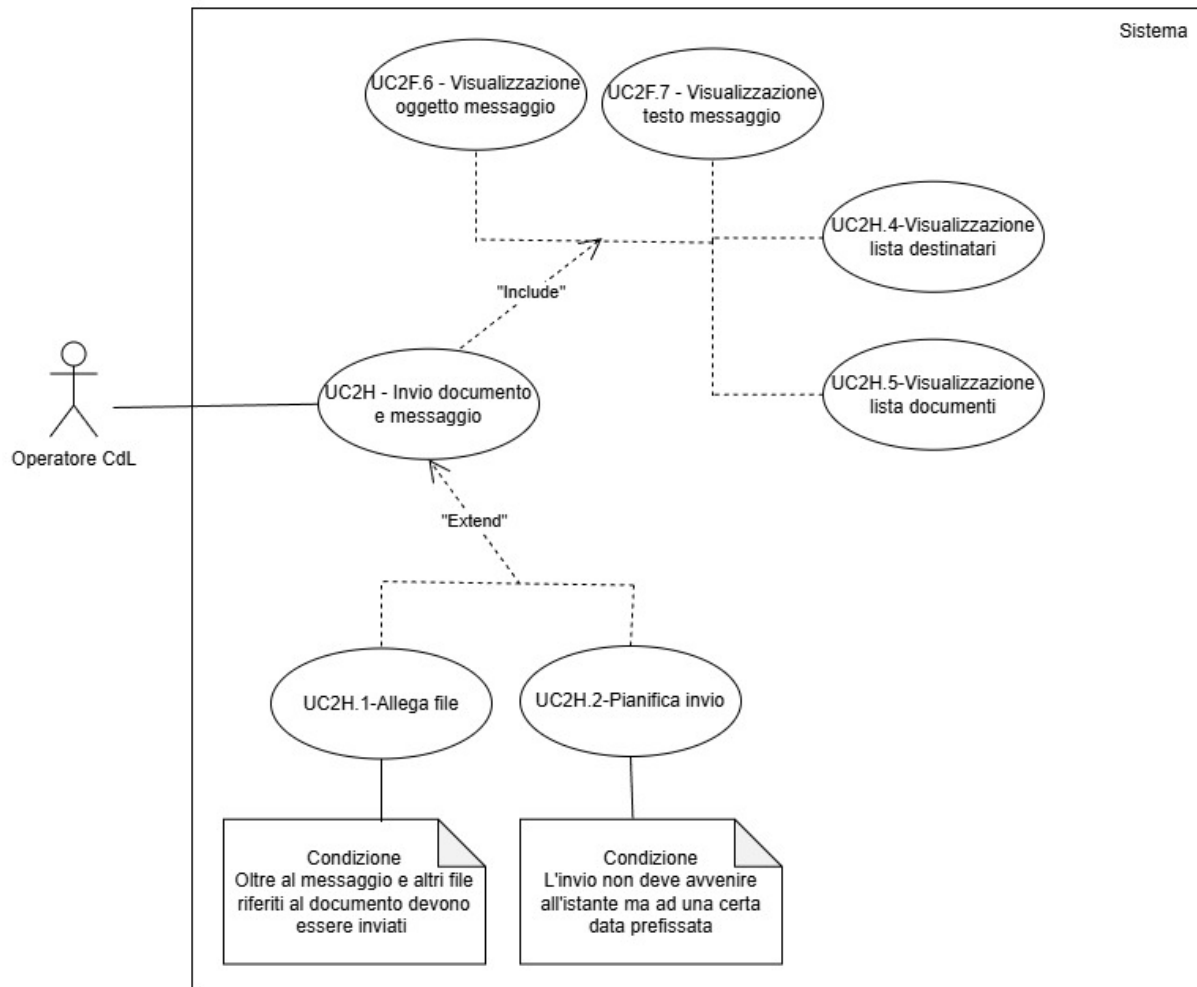 Sistema
UC2F.6 - Visualizzazione
oggetto messaggio
UC2F.7 - Visualizzazione
testo messaggio
UC2H.4-Visualizzazione
lista destinatari
"Include"
UC2H.5-Visualizzazione
lista documenti
UC2H - Invio documento
e messaggio
Operatore CdL
"Extend"
UC2H.1-Allega file
UC2H.2-Pianifica invio
Condizione
Oltre al messaggio e altri file
riferiti al documento devono
essere inviati
Condizione
L'invio non deve avvenire
all'istante ma ad una certa
data prefissata